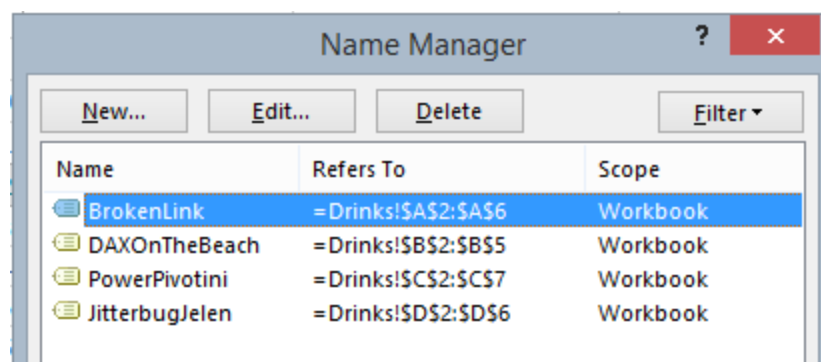 Name Manager ? ×
New... Edit... Delete Filter
Name Refers To Scope
BrokenLink =Drinks!$A$2:$A$6 Workbook
DAXOnTheBeach =Drinks!$B$2:$B$5 Workbook
PowerPivotini =Drinks!$C$2:$C$7 Workbook
JitterbugJelen =Drinks!$D$2:$D$6 Workbook